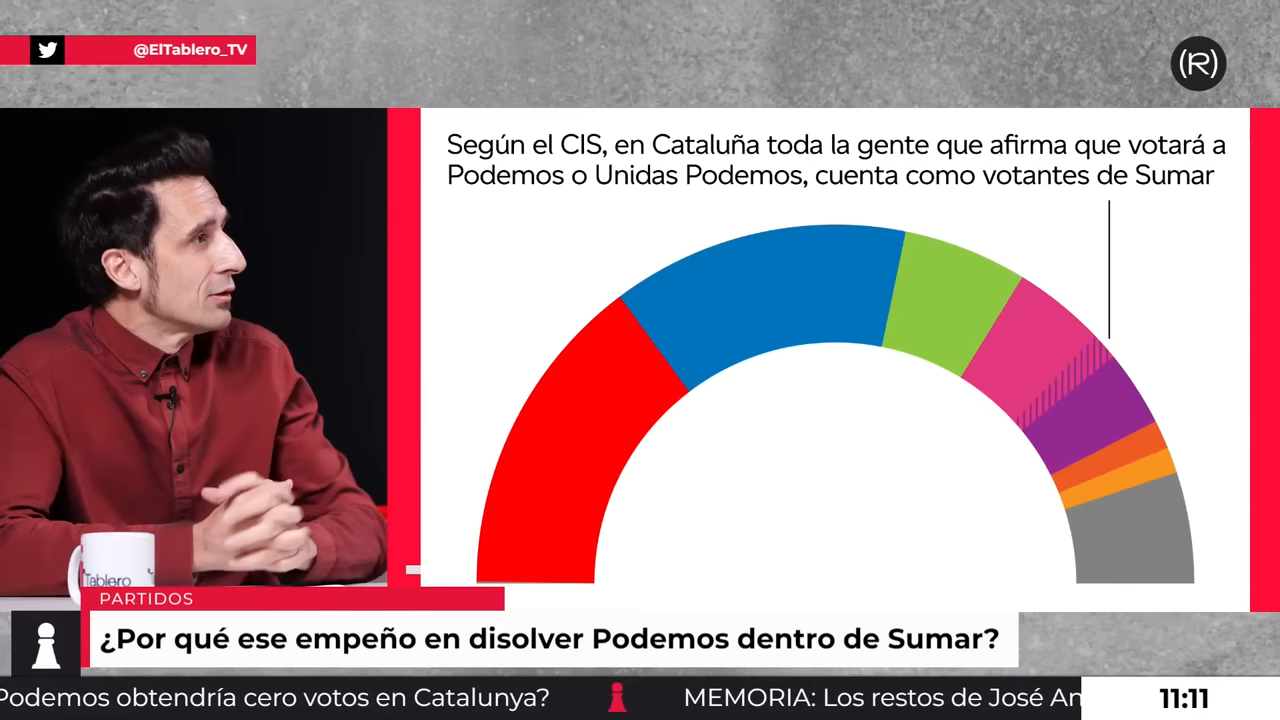 @ElTablero_TV
(R)
Según el CIS, en Cataluña toda la gente que afirma que votará a
Podemos o Unidas Podemos, cuenta como votantes de Sumar
Tablero
PARTIDOS
¿Por qué ese empeño en disolver Podemos dentro de Sumar?
Podemos obtendría cero votos en Catalunya? MEMORIA: Los restos de José An
11:11